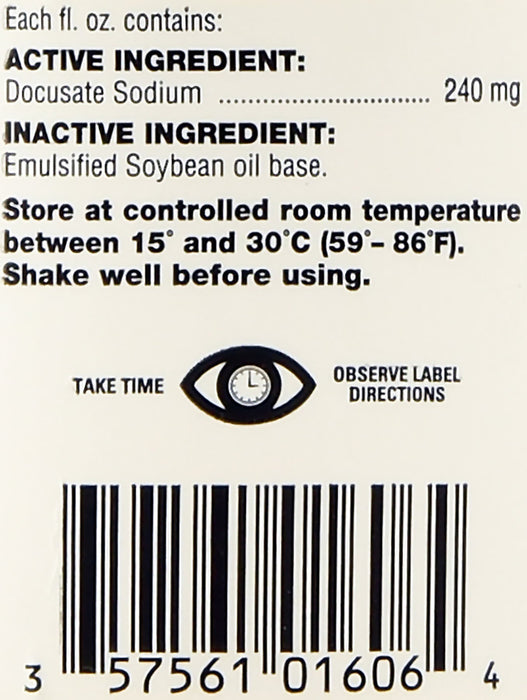 Each fl. oz. contains:
ACTIVE INGREDIENT:
Docusate Sodium .............................. 240 mg
INACTIVE INGREDIENT:
Emulsified Soybean oil base.
Store at controlled room temperature
between 15° and 30°C (59°– 86°F).
Shake well before using.
TAKE TIME
OBSERVE LABEL
DIRECTIONS
3 57561 01606 4